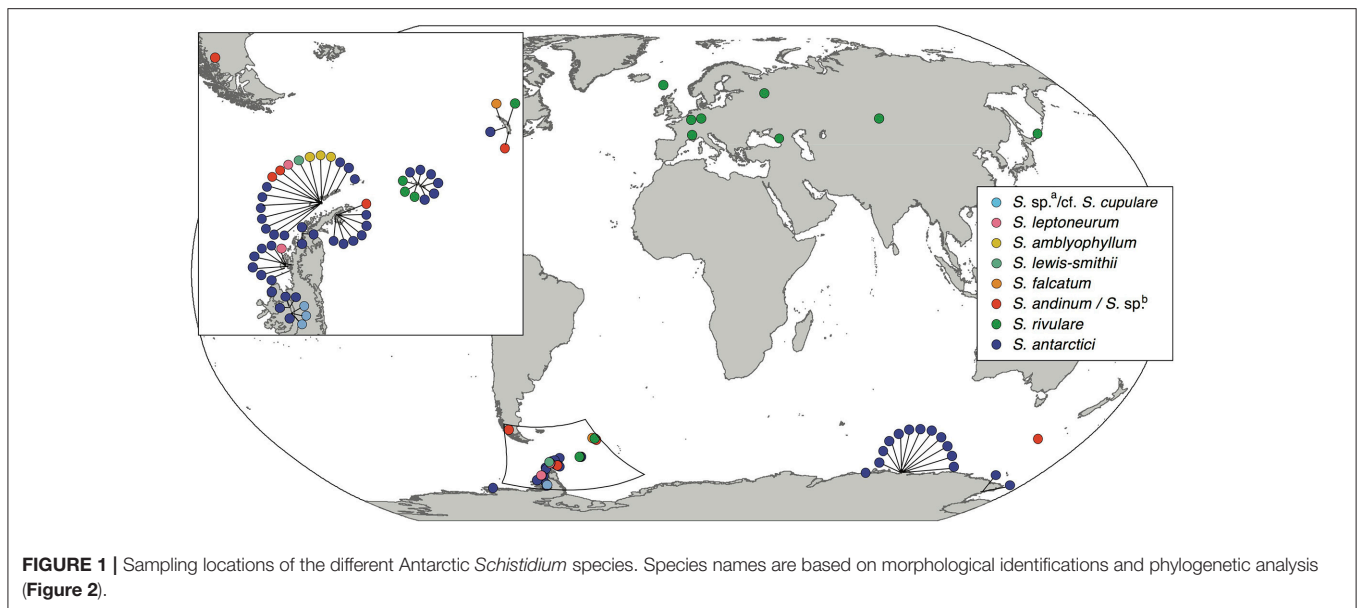 S. sp.ᵃ/cf. S. cupulare
S. leptoneurum
S. amblyophyllum
S. lewis-smithii
S. falcatum
S. andinum / S. sp.ᵇ
S. rivulare
S. antarctici
FIGURE 1 | Sampling locations of the different Antarctic Schistidium species. Species names are based on morphological identifications and phylogenetic analysis
(Figure 2).